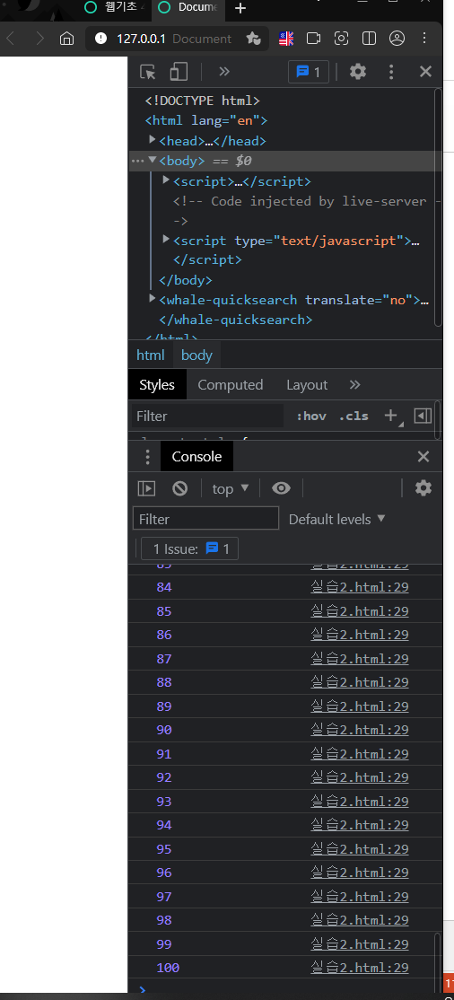 웹기초
Docume
127.0.0.1 Document
1
<!DOCTYPE html>
<html lang="en">
<head>…</head>
<body> == $0
<script>…</script>
<!-- Code injected by live-server -
->
<script type="text/javascript">…
</script>
</body>
<whale-quicksearch translate="no">…
</whale-quicksearch>
</html>
html body
Styles Computed Layout
Filter :hov .cls
Console
top
Filter Default levels
1 Issue: 1
83 실습2.html:29
84 실습2.html:29
85 실습2.html:29
86 실습2.html:29
87 실습2.html:29
88 실습2.html:29
89 실습2.html:29
90 실습2.html:29
91 실습2.html:29
92 실습2.html:29
93 실습2.html:29
94 실습2.html:29
95 실습2.html:29
96 실습2.html:29
97 실습2.html:29
98 실습2.html:29
99 실습2.html:29
100 실습2.html:29